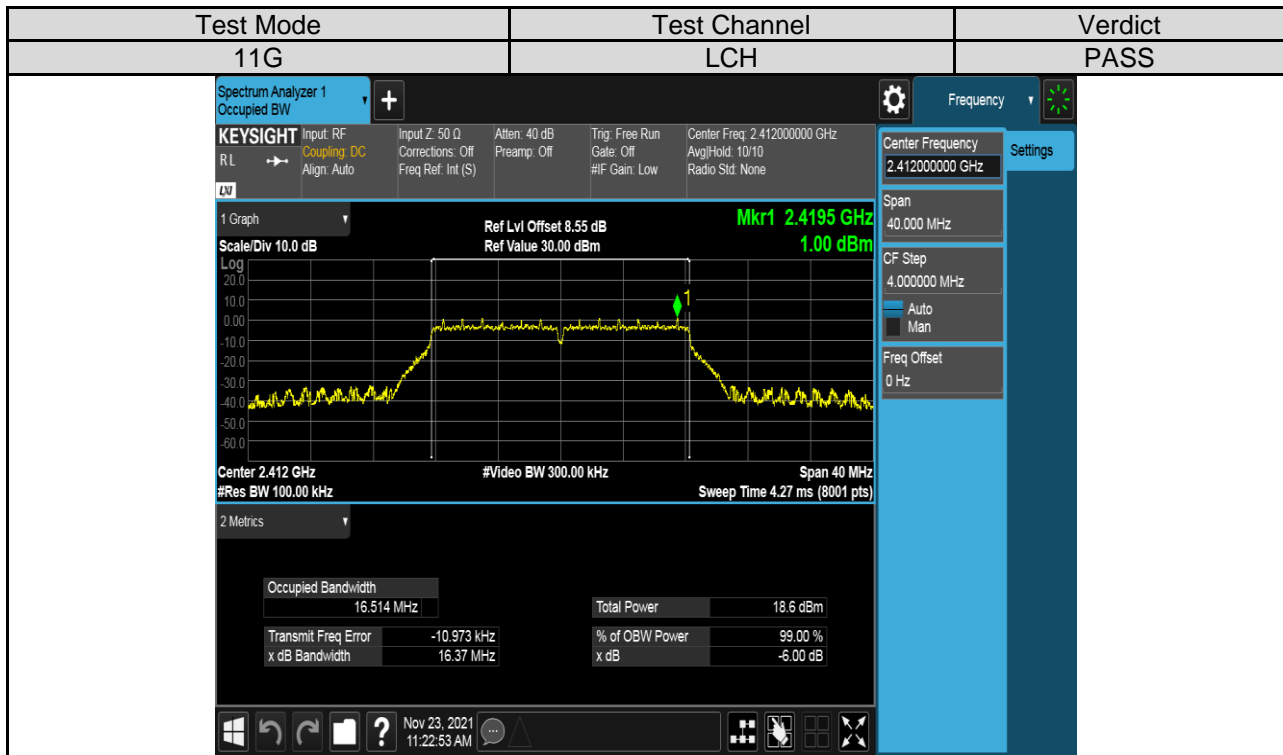 Test Mode Test Channel Verdict
11G LCH PASS
Spectrum Analyzer 1
Occupied BW
+
Frequency
KEYSIGHT Input: RF Input Z: 50 Ω Atten: 40 dB Trig: Free Run Center Freq: 2.412000000 GHz
RL Coupling: DC Corrections: Off Preamp: Off Gate: Off Avg|Hold: 10/10
Align: Auto Freq Ref: Int (S) #IF Gain: Low Radio Std: None
LXI
Center Frequency
2.412000000 GHz
Settings
Span
40.000 MHz
CF Step
4.000000 MHz
Auto
Man
Freq Offset
0 Hz
1 Graph
Ref Lvl Offset 8.55 dB Mkr1 2.4195 GHz
Scale/Div 10.0 dB Ref Value 30.00 dBm 1.00 dBm
Log
20.0
10.0
1
0.00
-10.0
-20.0
-30.0
-40.0
-50.0
-60.0
Center 2.412 GHz #Video BW 300.00 kHz Span 40 MHz
#Res BW 100.00 kHz Sweep Time 4.27 ms (8001 pts)
2 Metrics
Occupied Bandwidth
16.514 MHz Total Power 18.6 dBm
Transmit Freq Error -10.973 kHz % of OBW Power 99.00 %
x dB Bandwidth 16.37 MHz x dB -6.00 dB
? Nov 23, 2021
11:22:53 AM